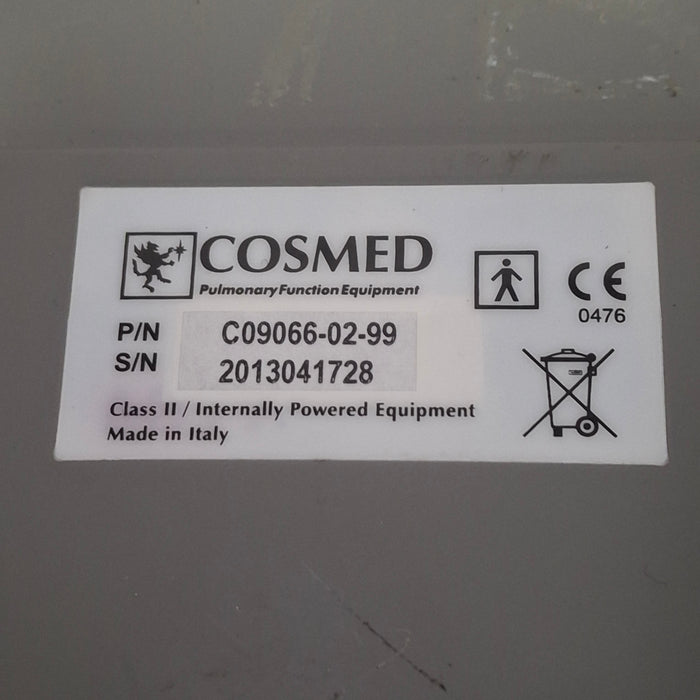 COSMED
Pulmonary Function Equipment
P/N C09066-02-99
S/N 2013041728
Class II / Internally Powered Equipment
Made in Italy
CE
0476